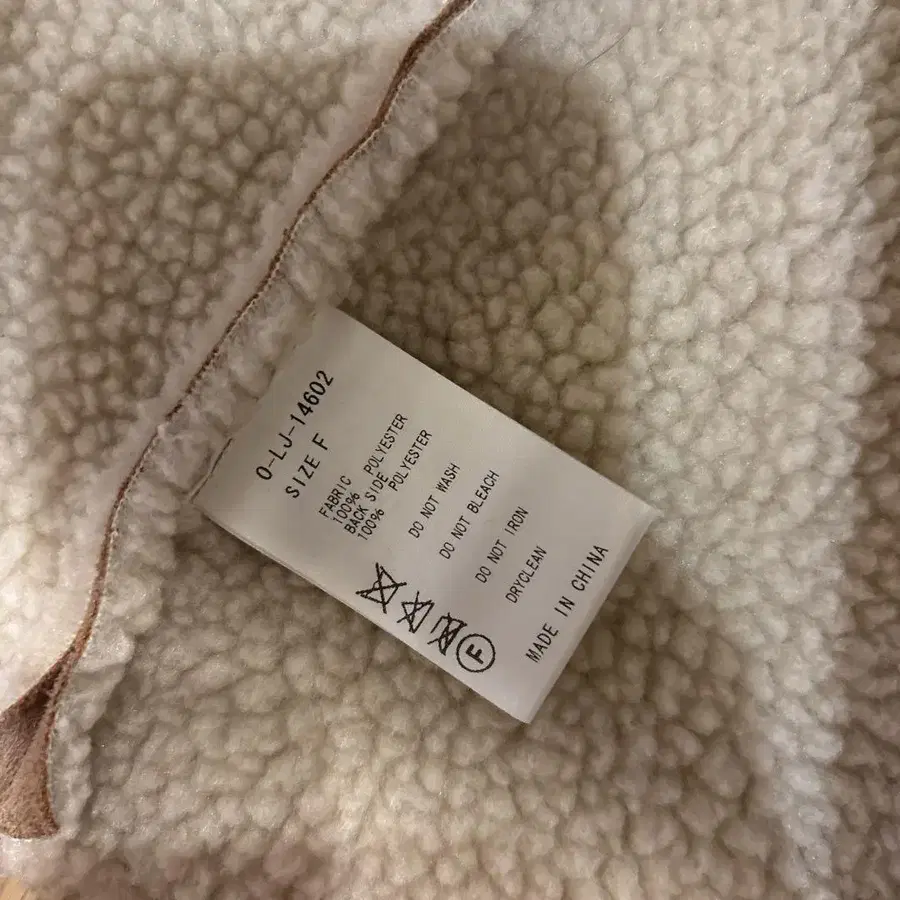 O-LJ-14602
SIZE F
FABRIC
100% POLYESTER
BACK SIDE
100% POLYESTER
DO NOT WASH
DO NOT BLEACH
DO NOT IRON
DRYCLEAN
F
MADE IN CHINA